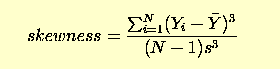 skewness = \frac{\sum_{i=1}^{N}(Y_i - \bar{Y})^3}{(N-1)s^3}